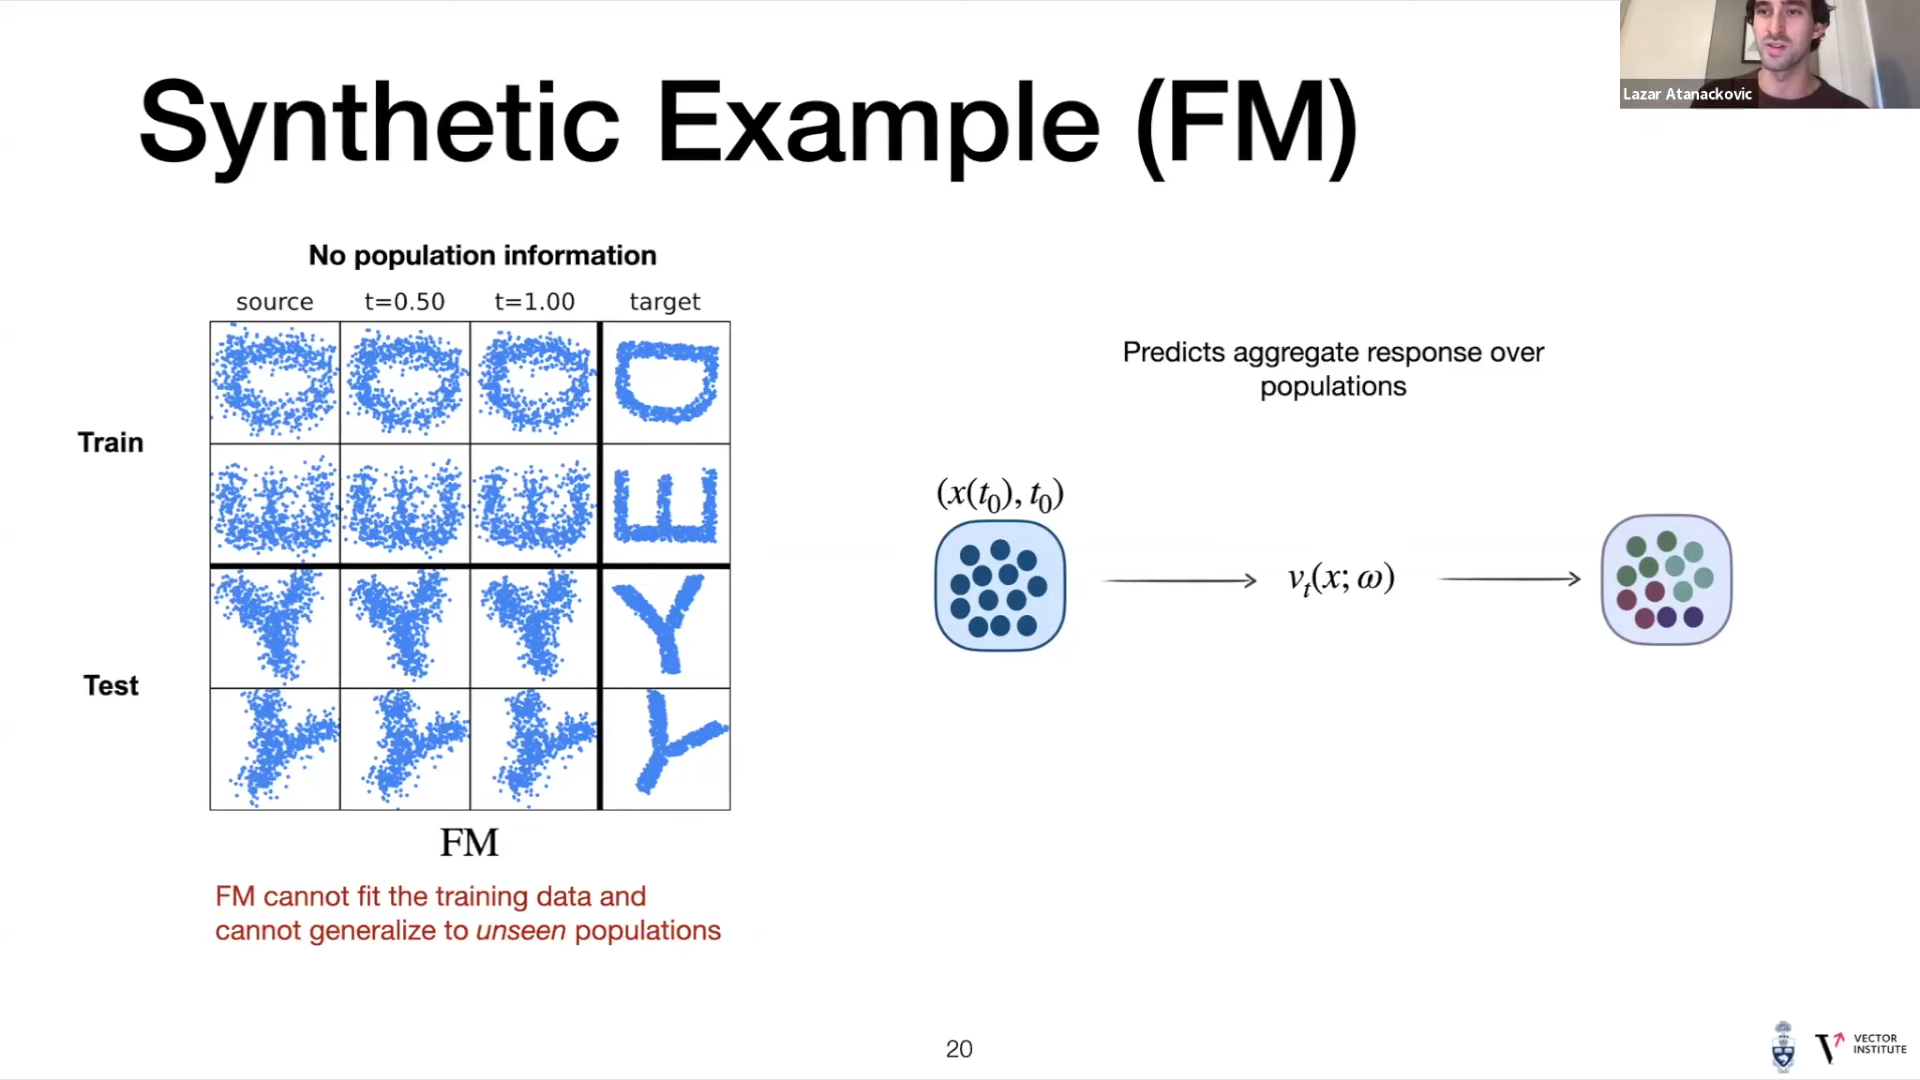 Lazar Atanackovic
Synthetic Example (FM)
No population information
source t=0.50 t=1.00 target
Train
Test
FM
FM cannot fit the training data and
cannot generalize to unseen populations
Predicts aggregate response over
populations
(x(t₀), t₀)
vₜ(x; ω)
20
VECTOR
INSTITUTE